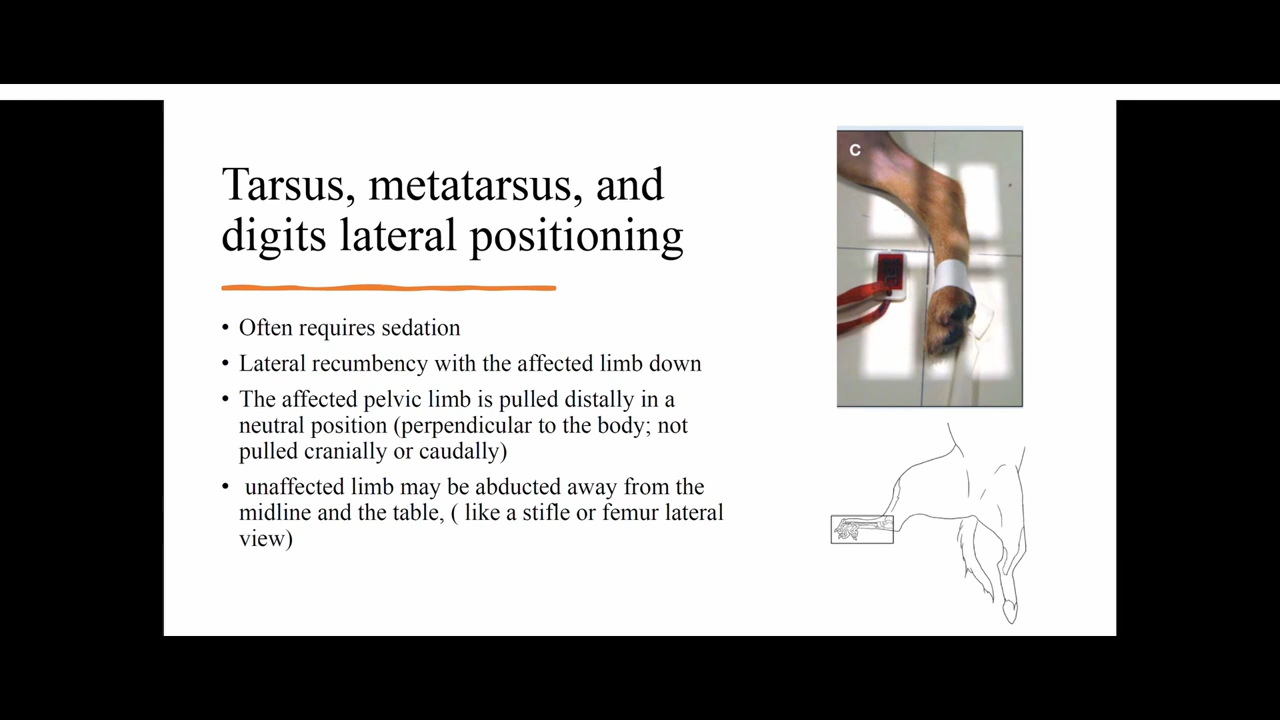 Tarsus, metatarsus, and
digits lateral positioning
• Often requires sedation
• Lateral recumbency with the affected limb down
• The affected pelvic limb is pulled distally in a
neutral position (perpendicular to the body; not
pulled cranially or caudally)
• unaffected limb may be abducted away from the
midline and the table, ( like a stifle or femur lateral
view)
C